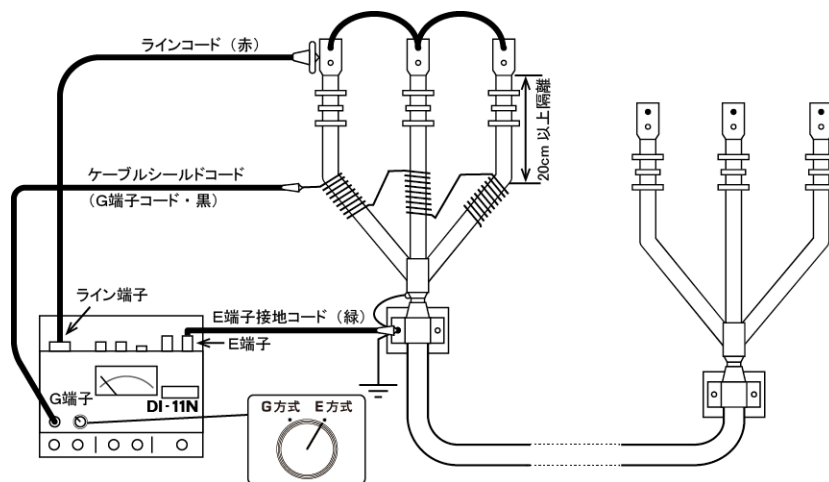 ラインコード（赤）
20cm 以上隔離
ケーブルシールドコード
（G端子コード・黒）
ライン端子
E端子接地コード（緑）
E端子
G端子
DI-11N
G方式 E方式